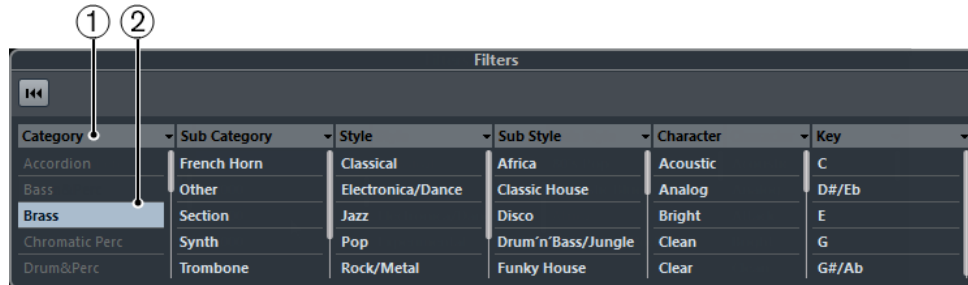 1 2
Filters
Category Sub Category Style Sub Style Character Key
Accordion French Horn Classical Africa Acoustic C
Bass Other Electronica/Dance Classic House Analog D#/Eb
Brass Section Jazz Disco Bright E
Chromatic Perc Synth Pop Drum´n´Bass/Jungle Clean G
Drum&Perc Trombone Rock/Metal Funky House Clear G#/Ab